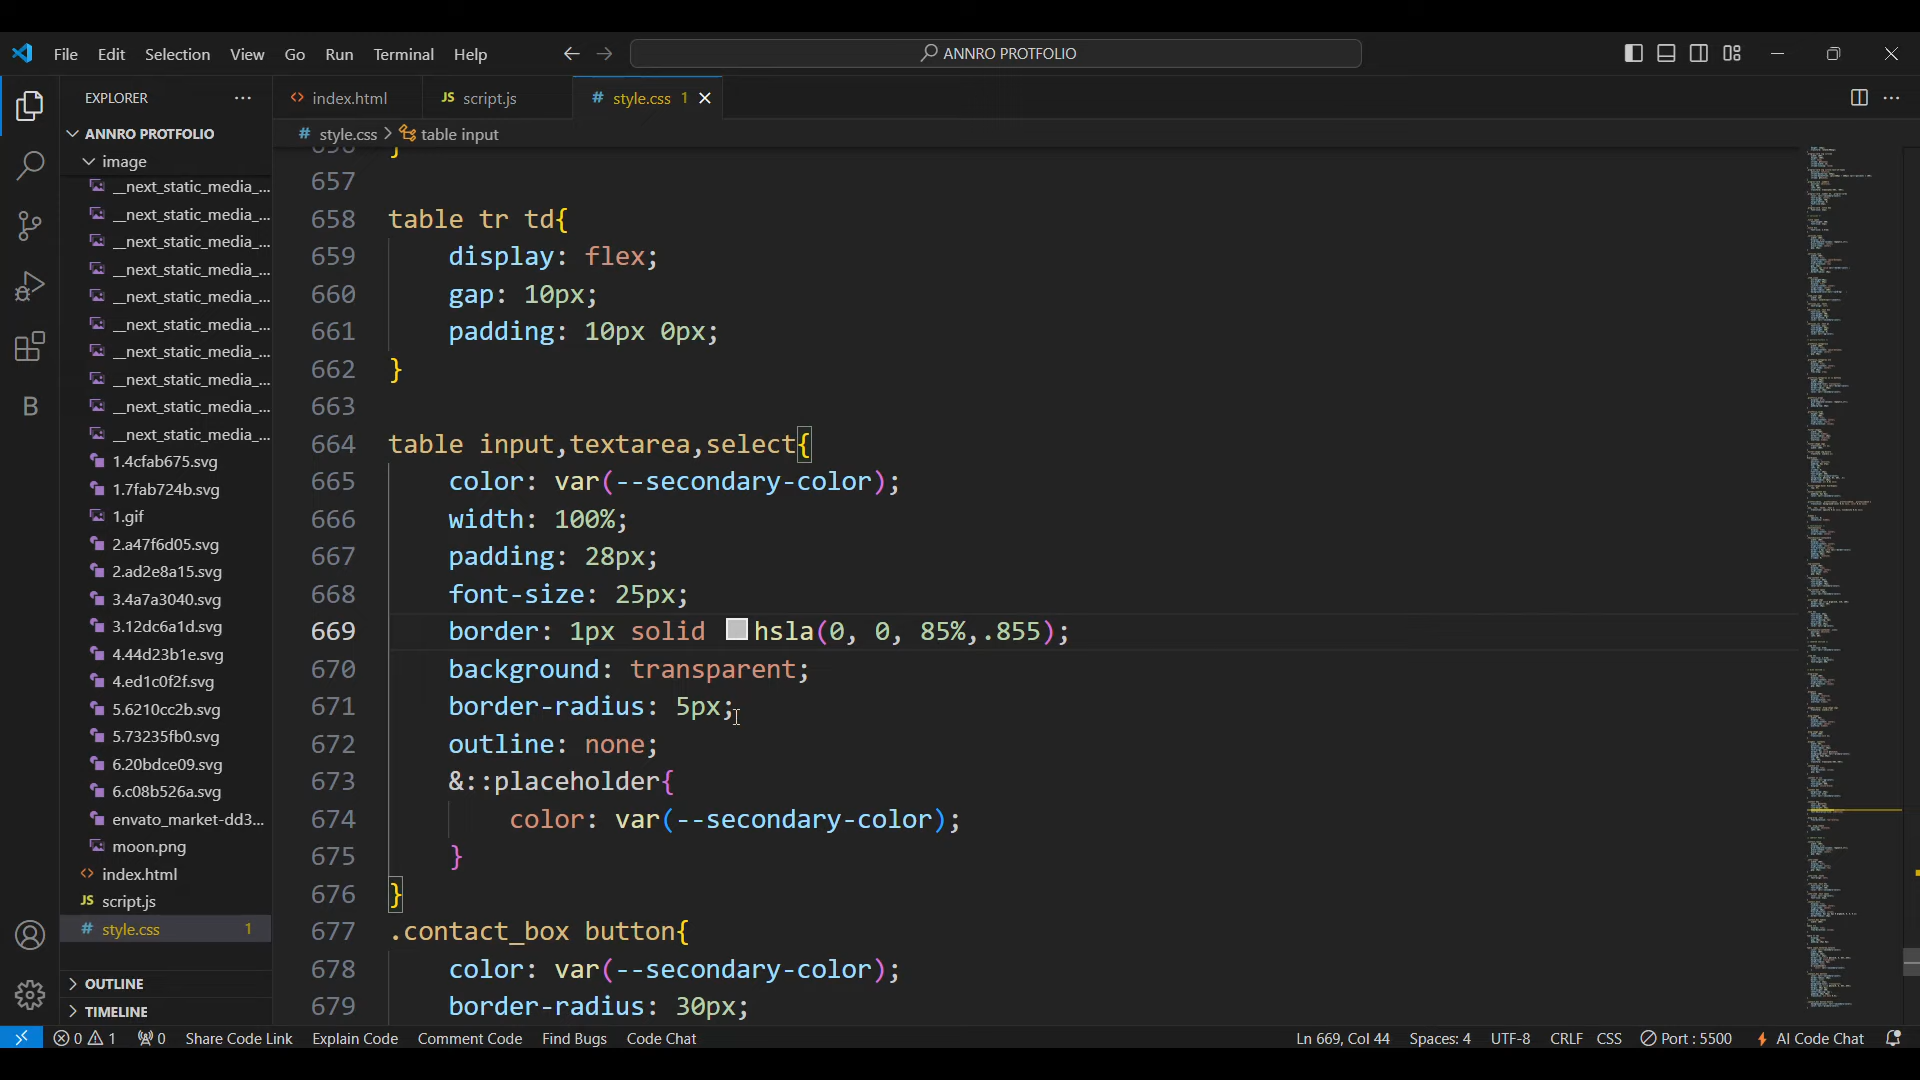 File Edit Selection View Go Run Terminal Help
ANNRO PROTFOLIO
EXPLORER
ANNRO PROTFOLIO
image
__next_static_media_...
__next_static_media_...
__next_static_media_...
__next_static_media_...
__next_static_media_...
__next_static_media_...
__next_static_media_...
__next_static_media_...
__next_static_media_...
__next_static_media_...
1.4cfab675.svg
1.7fab724b.svg
1.gif
2.a47f6d05.svg
2.ad2e8a15.svg
3.4a7a3040.svg
3.12dc6a1d.svg
4.44d23b1e.svg
4.ed1c0f2f.svg
5.6210cc2b.svg
5.73235fb0.svg
6.20bdce09.svg
6.c08b526a.svg
envato_market-dd3...
moon.png
index.html
script.js
style.css 1
OUTLINE
TIMELINE
B
index.html JS script.js # style.css 1
# style.css > table input
656 }
657
658 table tr td{
659 display: flex;
660 gap: 10px;
661 padding: 10px 0px;
662 }
663
664 table input,textarea,select{
665 color: var(--secondary-color);
666 width: 100%;
667 padding: 28px;
668 font-size: 25px;
669 border: 1px solid hsla(0, 0, 85%,.855);
670 background: transparent;
671 border-radius: 5px;
672 outline: none;
673 &::placeholder{
674 color: var(--secondary-color);
675 }
676 }
677 .contact_box button{
678 color: var(--secondary-color);
679 border-radius: 30px;
0 1 0 Share Code Link Explain Code Comment Code Find Bugs Code Chat Ln 669, Col 44 Spaces: 4 UTF-8 CRLF CSS Port : 5500 AI Code Chat